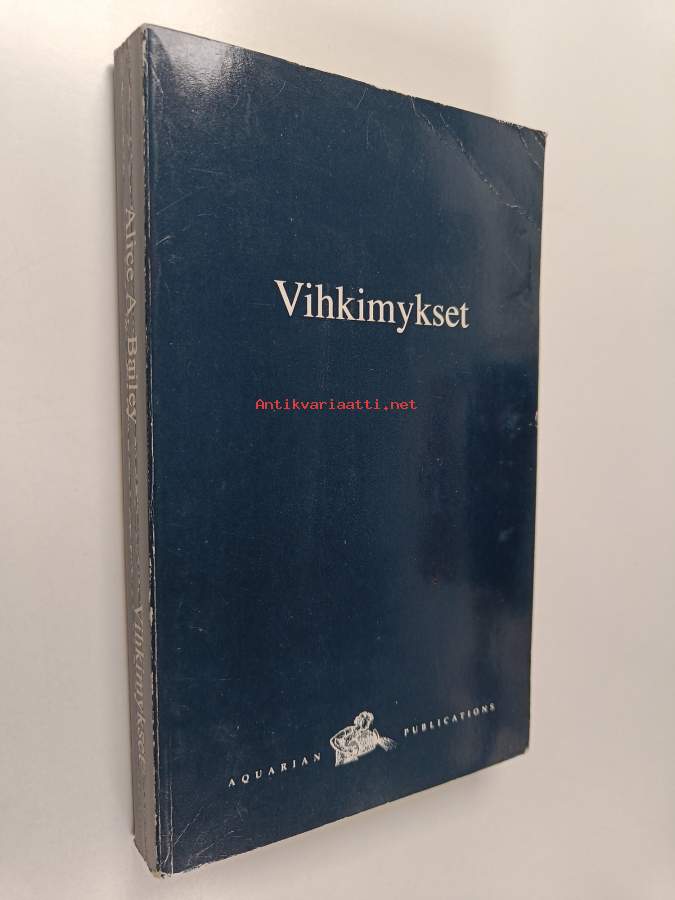 Vihkimykset
Antikvariaatti.net
AQUARIAN PUBLICATIONS
Alice A. Bailey
Vihkimykset